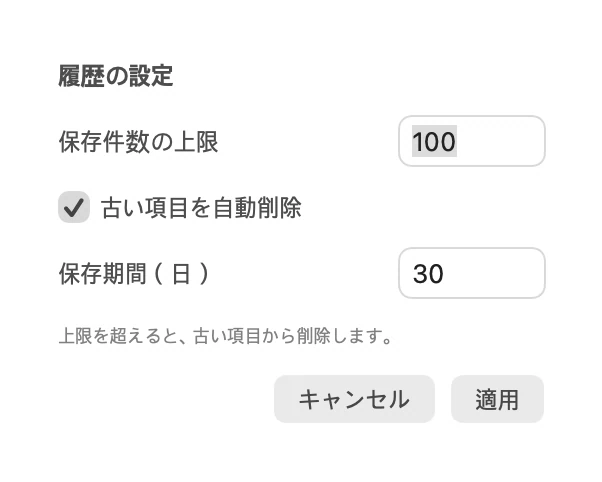 履歴の設定
保存件数の上限 100
古い項目を自動削除
保存期間（日） 30
上限を超えると、古い項目から削除します。
キャンセル 適用